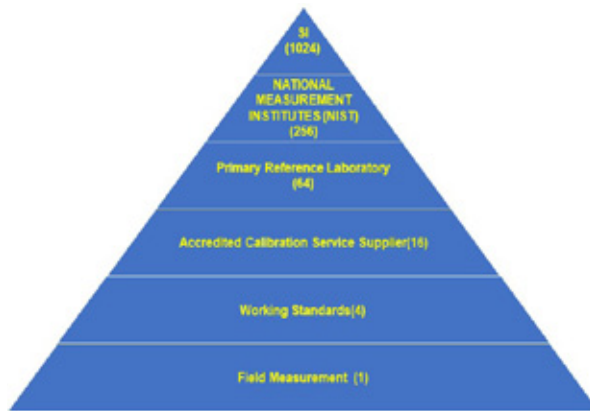 SI
(1024)
NATIONAL
MEASUREMENT
INSTITUTES(NIST)
(256)
Primary Reference Laboratory
(64)
Accredited Calibration Service Supplier(16)
Working Standards(4)
Field Measurement (1)